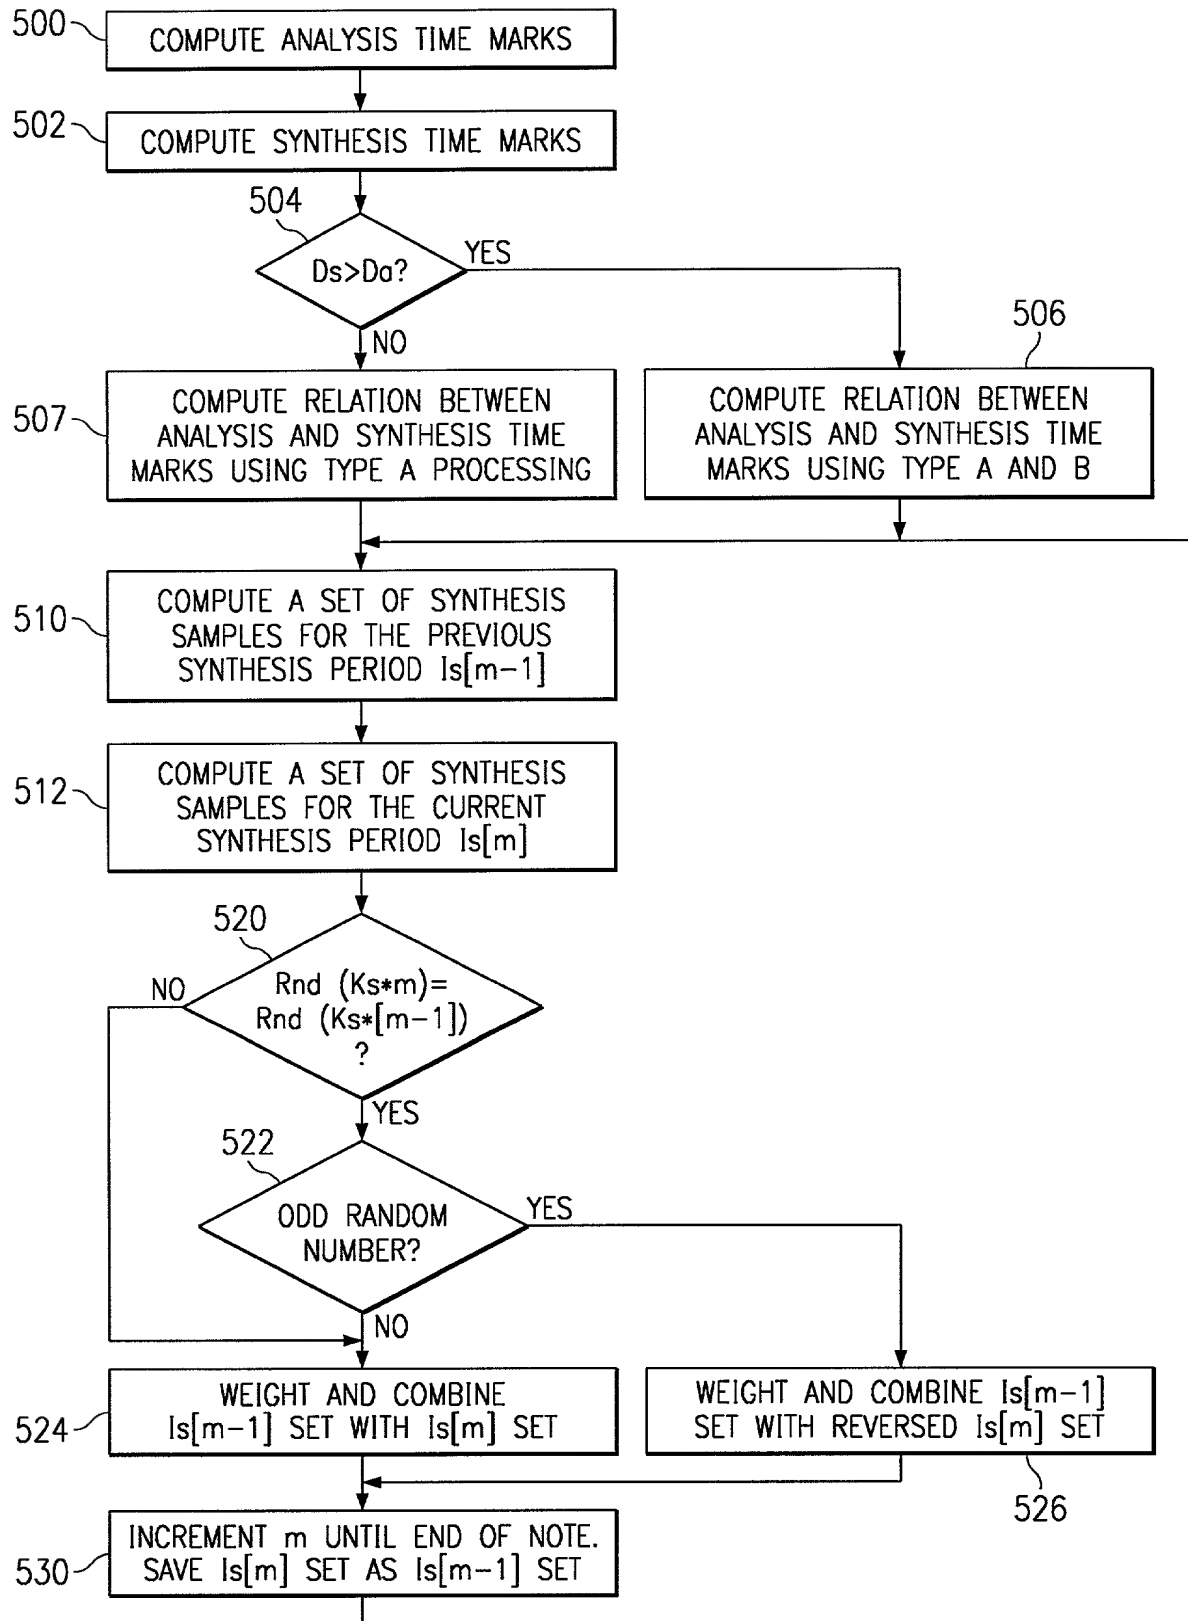 500
COMPUTE ANALYSIS TIME MARKS
502
COMPUTE SYNTHESIS TIME MARKS
504
Ds>Da?
YES
NO
506
507
COMPUTE RELATION BETWEEN
ANALYSIS AND SYNTHESIS TIME
MARKS USING TYPE A PROCESSING
COMPUTE RELATION BETWEEN
ANALYSIS AND SYNTHESIS TIME
MARKS USING TYPE A AND B
510
COMPUTE A SET OF SYNTHESIS
SAMPLES FOR THE PREVIOUS
SYNTHESIS PERIOD Is[m-1]
512
COMPUTE A SET OF SYNTHESIS
SAMPLES FOR THE CURRENT
SYNTHESIS PERIOD Is[m]
520
NO
Rnd (Ks*m)=
Rnd (Ks*[m-1])
?
YES
522
ODD RANDOM
NUMBER?
YES
NO
524
WEIGHT AND COMBINE
Is[m-1] SET WITH Is[m] SET
WEIGHT AND COMBINE Is[m-1]
SET WITH REVERSED Is[m] SET
526
530
INCREMENT m UNTIL END OF NOTE.
SAVE Is[m] SET AS Is[m-1] SET